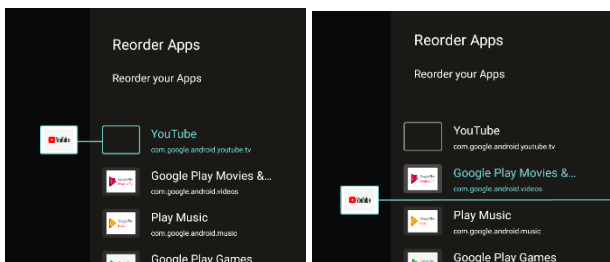 Reorder Apps
Reorder your Apps
YouTube
YouTube
com.google.android.youtube.tv
Google Play Movies &...
com.google.android.videos
Play Music
com.google.android.music
Google Play Games
Reorder Apps
Reorder your Apps
YouTube
com.google.android.youtube.tv
Google Play Movies &...
com.google.android.videos
YouTube
Play Music
com.google.android.music
Google Play Games